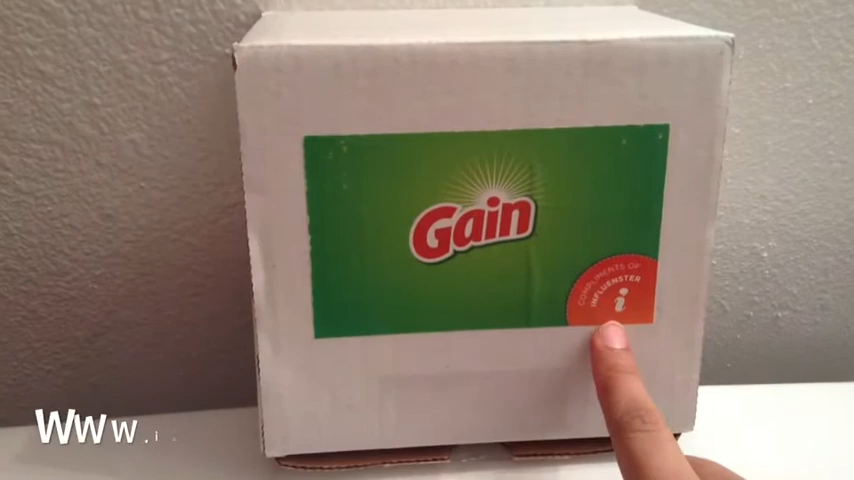 Gain
COMPLIMENTS OF
INFLUENSTER
i
Www.i